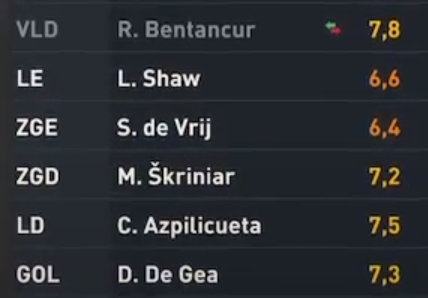 VLD R. Bentancur 7,8
LE L. Shaw 6,6
ZGE S. de Vrij 6,4
ZGD M. Škriniar 7,2
LD C. Azpilicueta 7,5
GOL D. De Gea 7,3